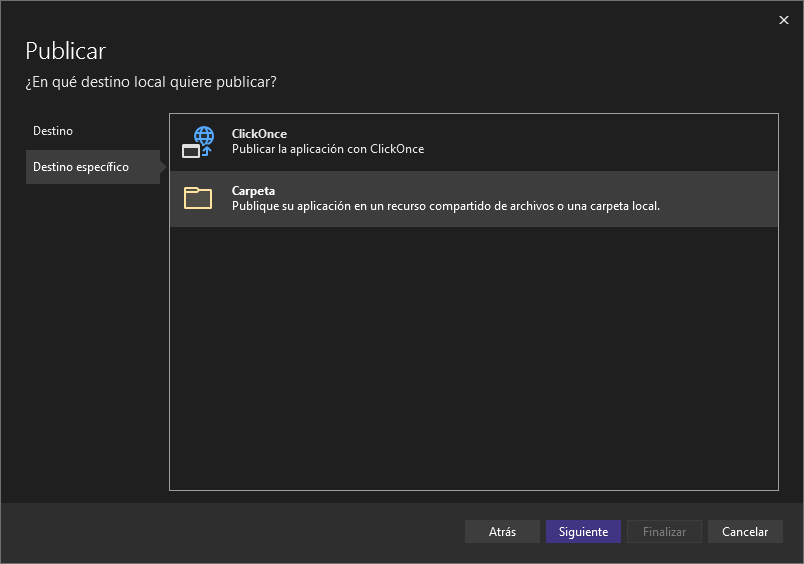 Publicar
¿En qué destino local quiere publicar?
Destino
Destino específico
ClickOnce
Publicar la aplicación con ClickOnce
Carpeta
Publique su aplicación en un recurso compartido de archivos o una carpeta local.
Atrás
Siguiente
Finalizar
Cancelar